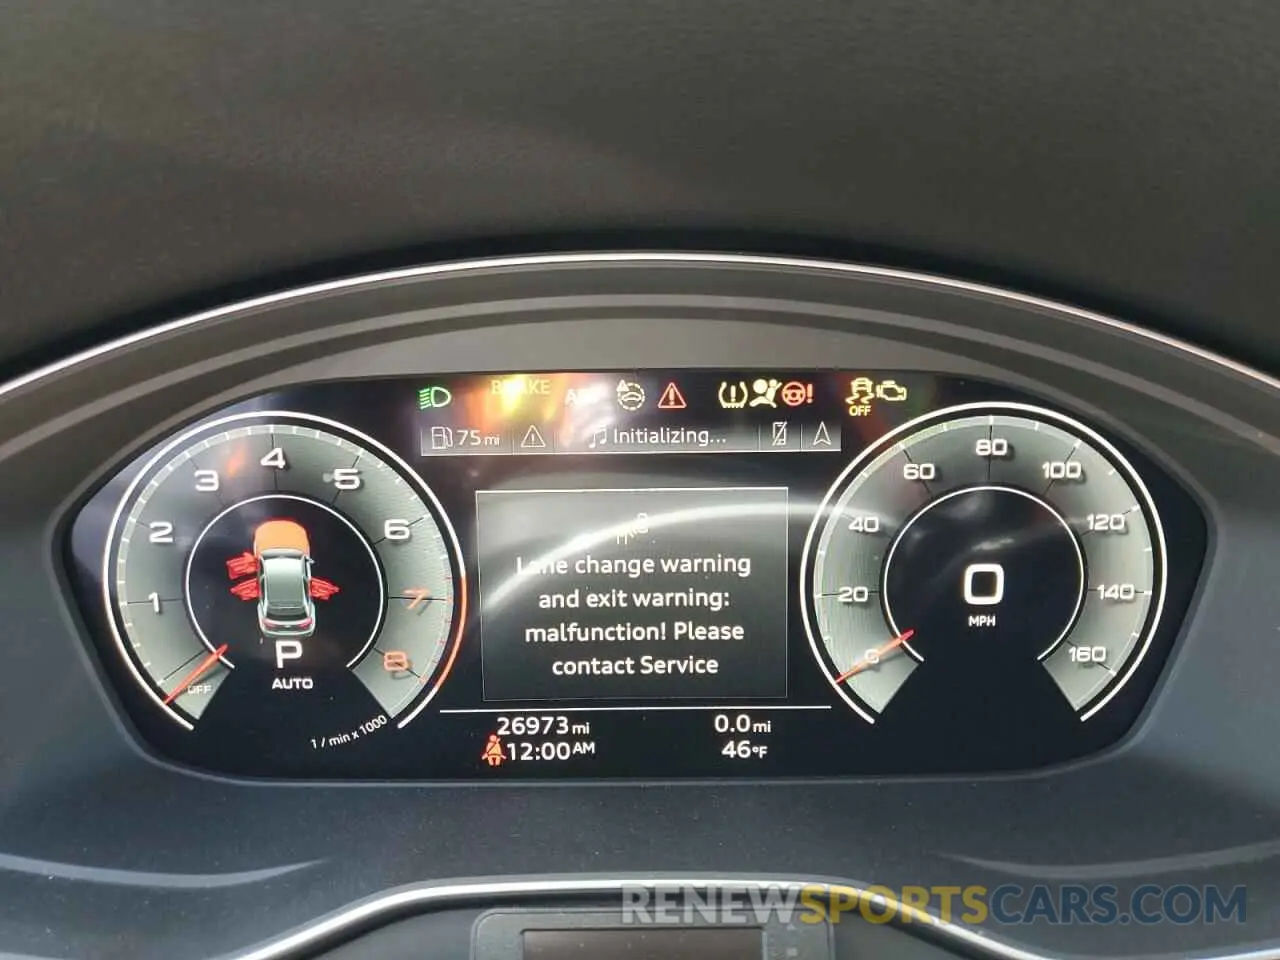 BRAKE
OFF
75 mi
Initializing...
1 2 3 4 5 6 7 8
OFF
P
AUTO
1 / min x 1000
Lane change warning
and exit warning:
malfunction! Please
contact Service
0 20 40 60 80 100 120 140 160
0
MPH
26973 mi
0.0 mi
12:00 AM
46°F
RENEWSPORTSCARS.COM